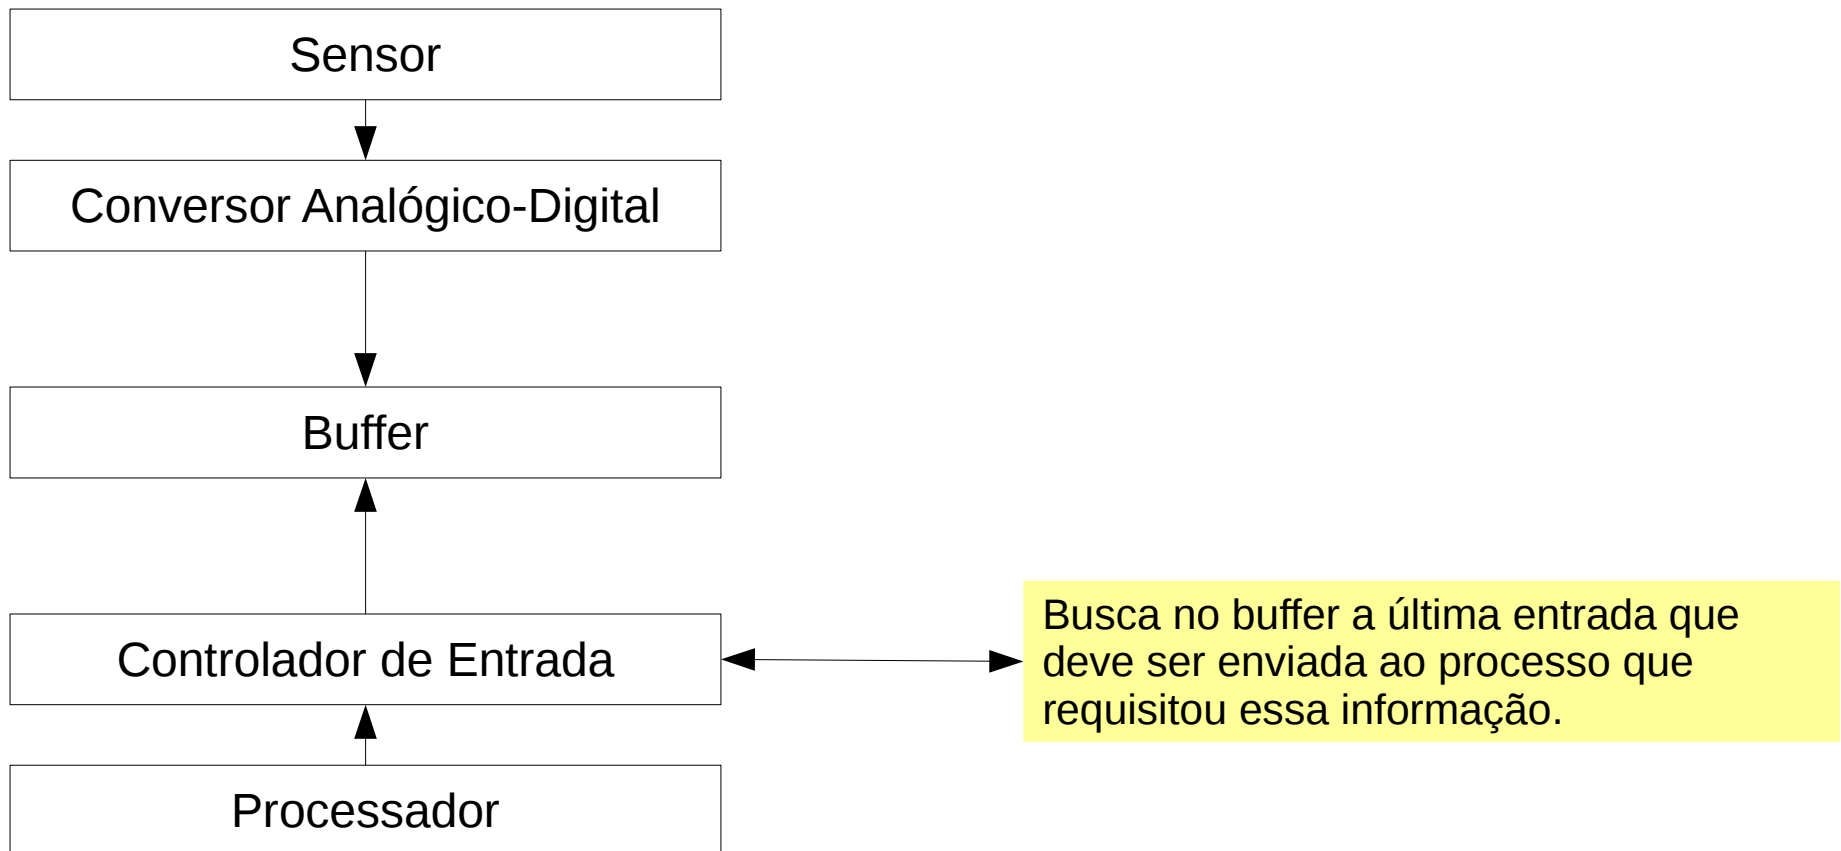 Sensor
Conversor Analógico-Digital
Buffer
Controlador de Entrada
Busca no buffer a última entrada que
deve ser enviada ao processo que
requisitou essa informação.
Processador